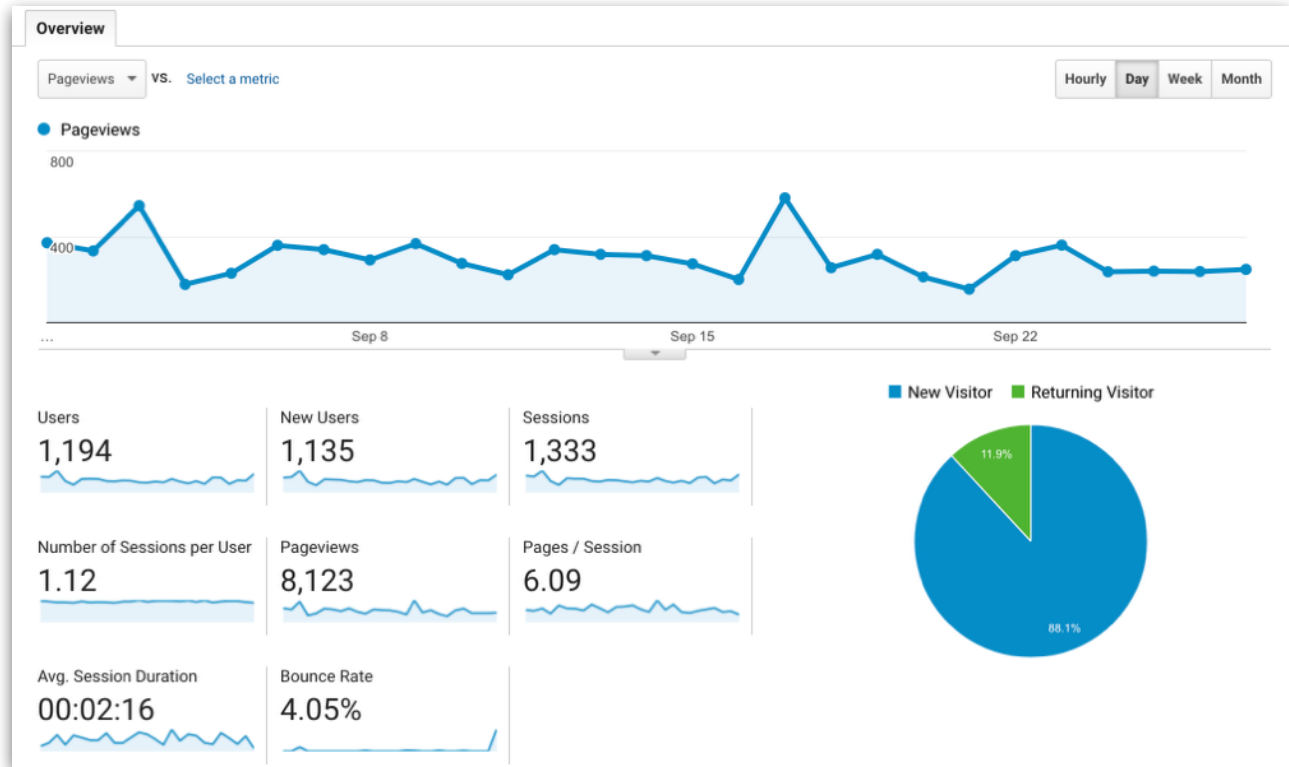 Overview
Pageviews VS. Select a metric
Hourly Day Week Month
Pageviews
800
400
... Sep 8 Sep 15 Sep 22
New Visitor Returning Visitor
Users New Users Sessions
1,194 1,135 1,333
11.9%
Number of Sessions per User Pageviews Pages / Session
1.12 8,123 6.09
88.1%
Avg. Session Duration Bounce Rate
00:02:16 4.05%